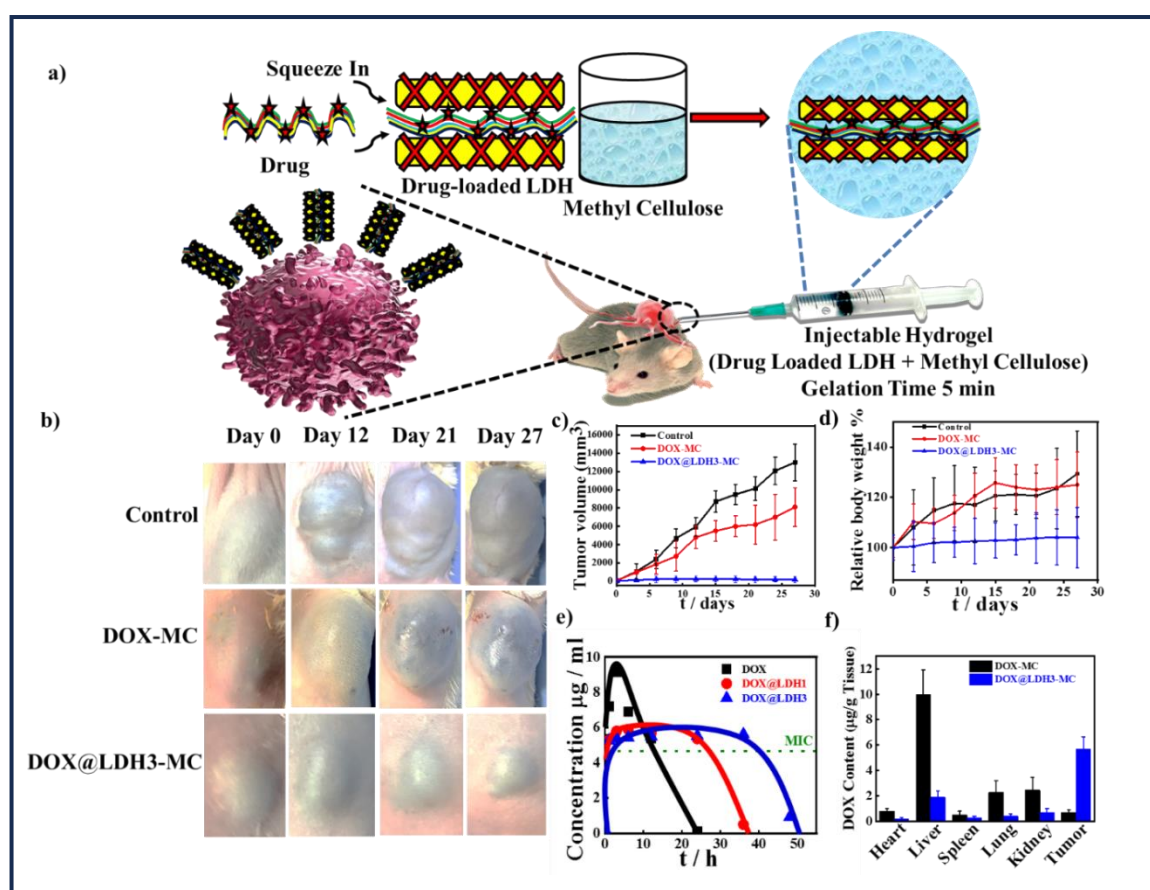 a)
Squeeze In
Drug
Drug-loaded LDH
Methyl Cellulose
Injectable Hydrogel
(Drug Loaded LDH + Methyl Cellulose)
Gelation Time 5 min
b)
Day 0 Day 12 Day 21 Day 27
Control
DOX-MC
DOX@LDH3-MC
c)
Tumor volume (mm³)
16000
14000
12000
10000
8000
6000
4000
2000
0
Control
DOX-MC
DOX@LDH3-MC
0 5 10 15 20 25 30
t / days
d)
Relative body weight %
140
120
100
Control
DOX-MC
DOX@LDH3-MC
0 5 10 15 20 25 30
t / days
e)
Concentration µg / ml
10
8
6
4
2
0
DOX
DOX@LDH1
DOX@LDH3
MIC
0 10 20 30 40 50
t / h
f)
DOX Content (µg/g Tissue)
12
10
8
6
4
2
0
DOX-MC
DOX@LDH3-MC
Heart Liver Spleen Lung Kidney Tumor